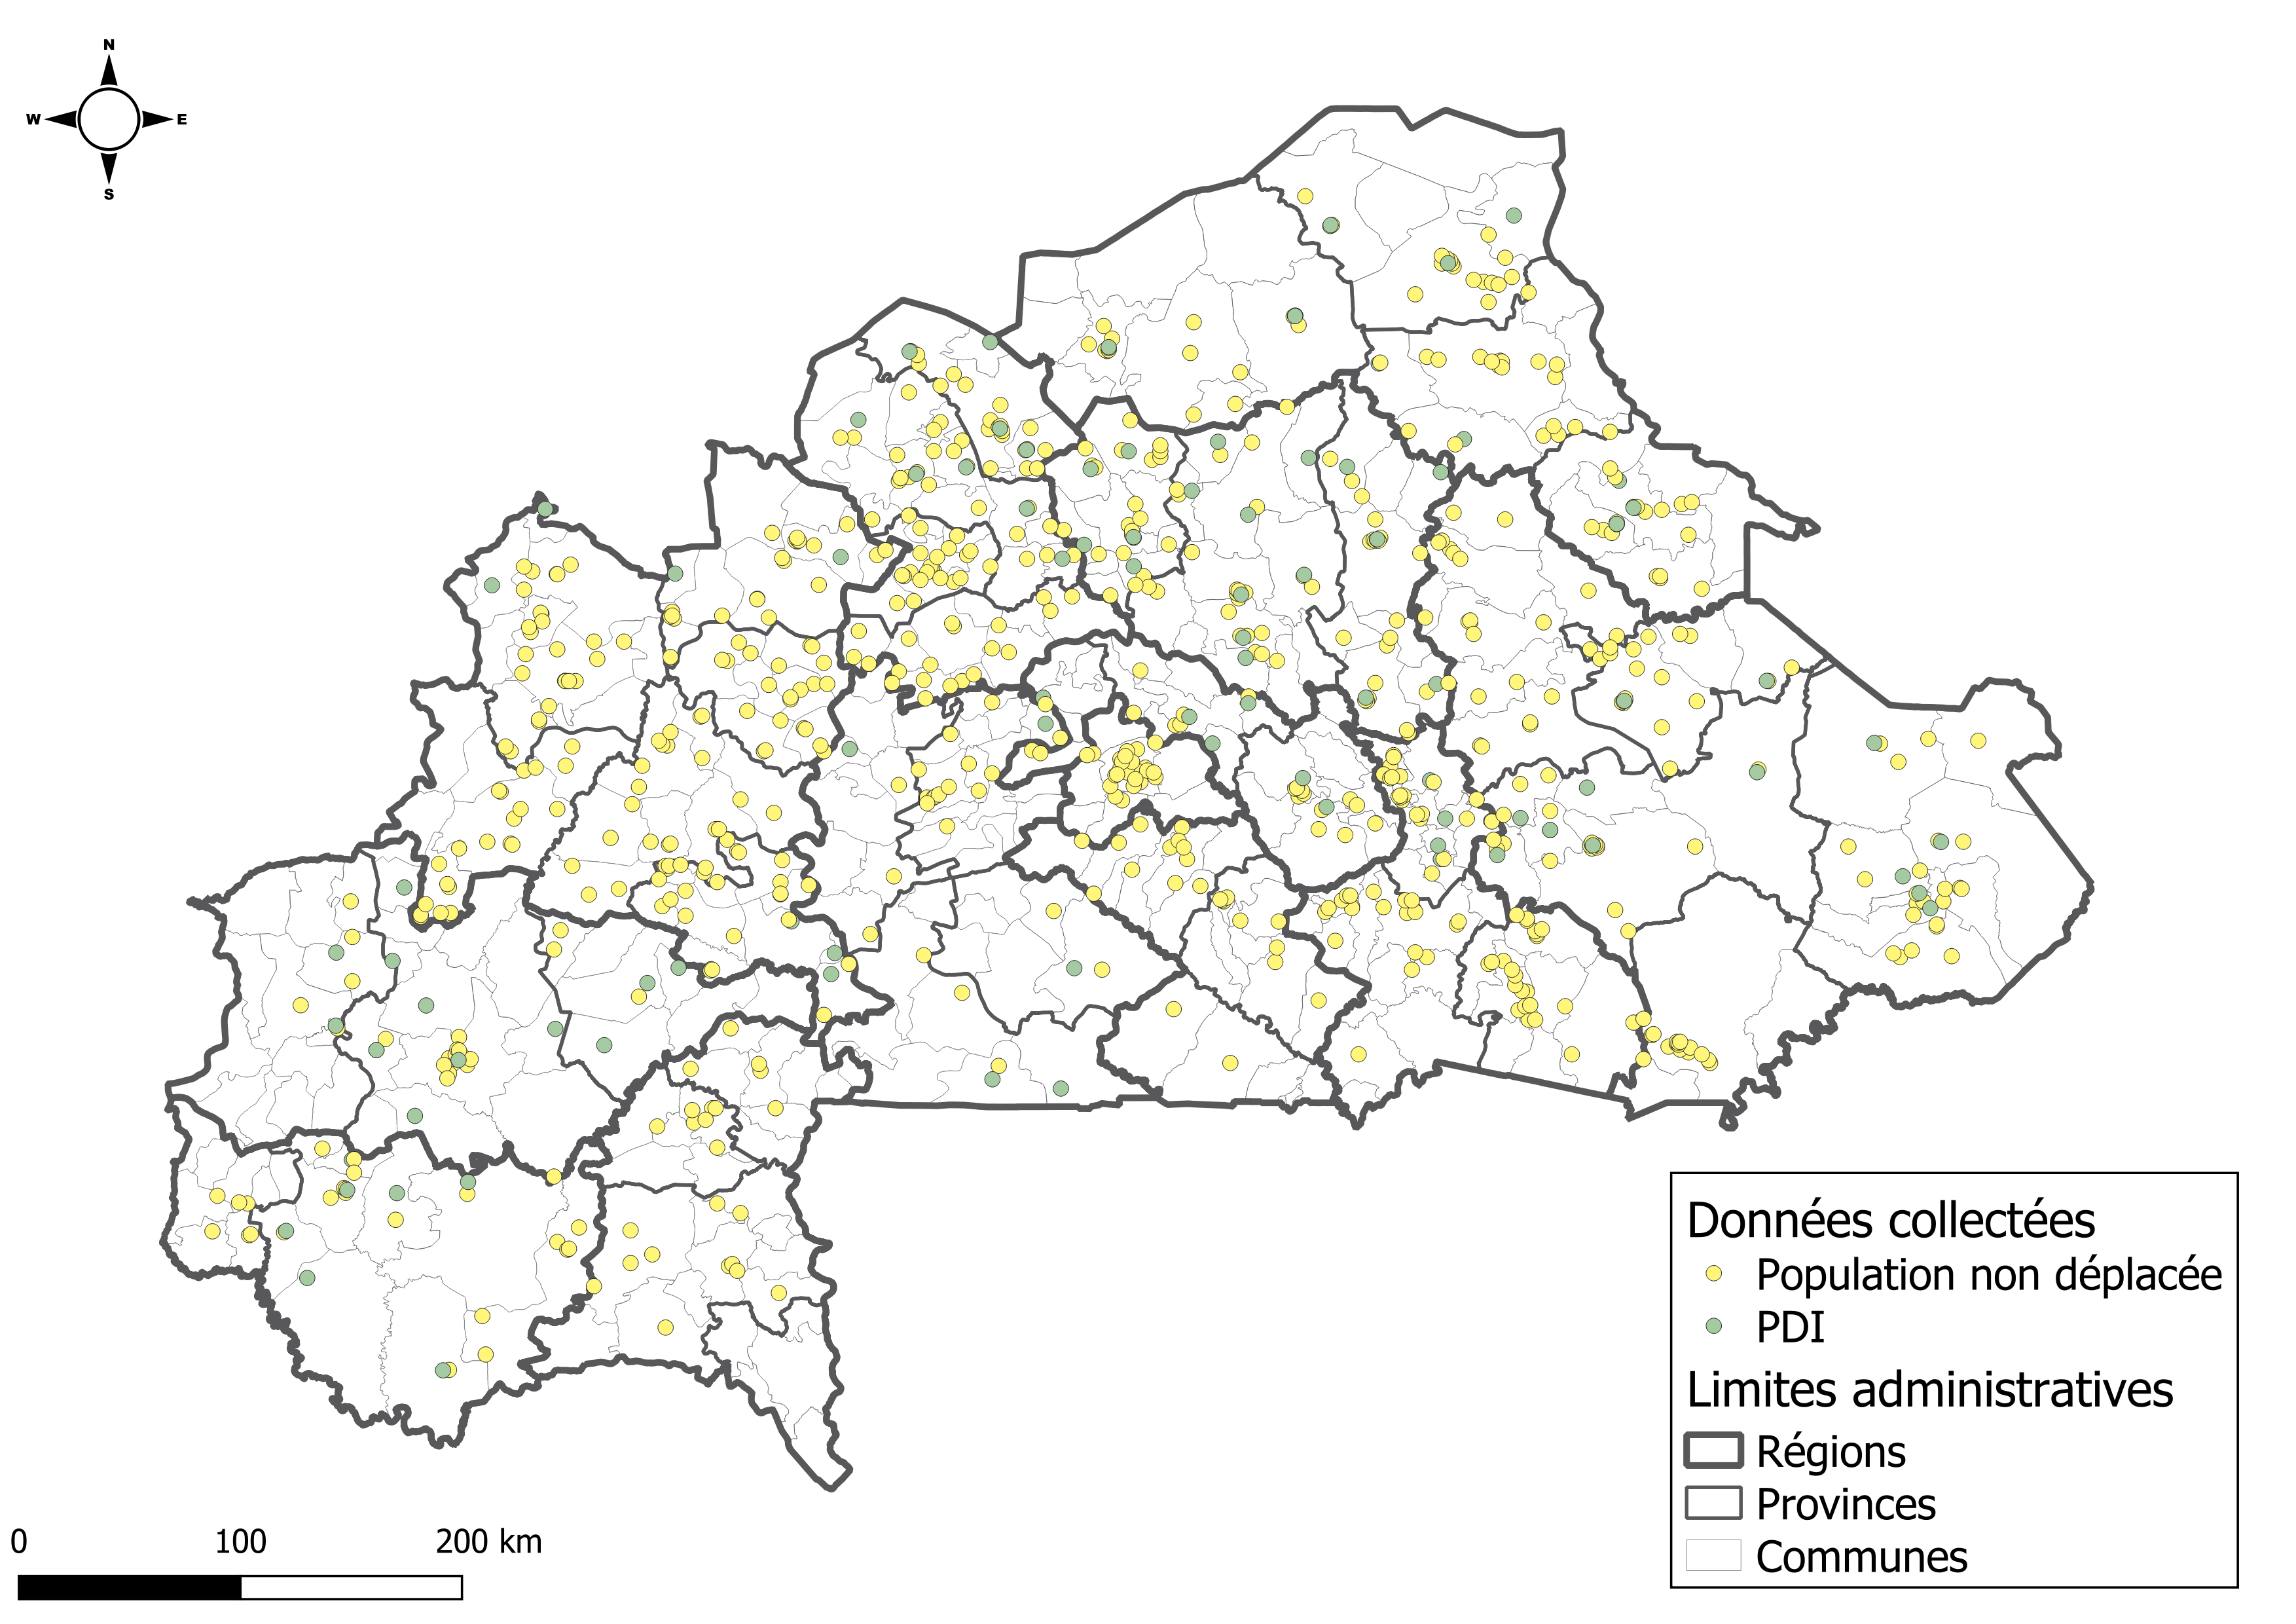 N
W E
S
Données collectées
Population non déplacée
PDI
Limites administratives
Régions
Provinces
Communes
0 100 200 km